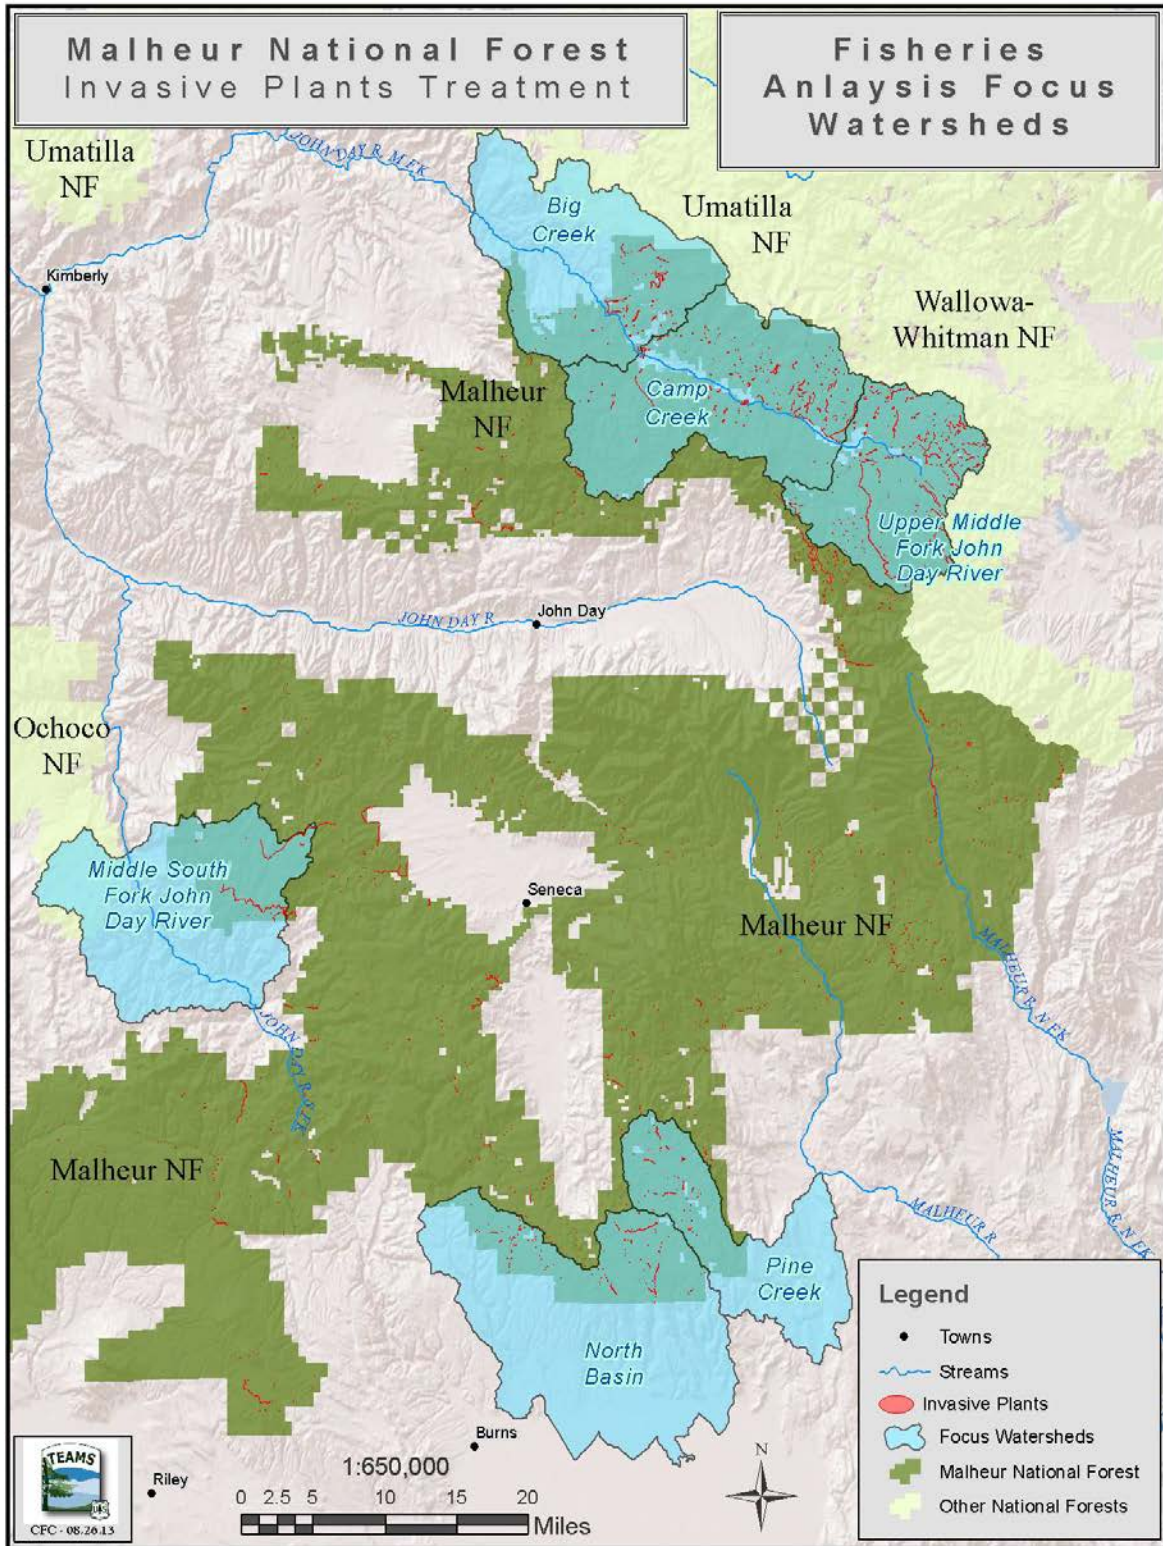 Malheur National Forest
Invasive Plants Treatment
Fisheries
Anlaysis Focus
Watersheds
JOHN DAY R M FK
Umatilla
NF
Big
Creek
Umatilla
NF
Kimberly
Wallowa-
Whitman NF
Malheur
NF
Camp
Creek
Upper Middle
Fork John
Day River
JOHN DAY R
John Day
Ochoco
NF
Middle South
Fork John
Day River
Seneca
Malheur NF
MALHEUR R N FK
JOHN DAY R S FK
Malheur NF
MALHEUR R
MALHEUR R N FK
Pine
Creek
North
Basin
Legend
Towns
Streams
Invasive Plants
Focus Watersheds
Malheur National Forest
Other National Forests
Burns
Riley
1:650,000
0 2.5 5 10 15 20
Miles
N
TEAMS
CFC - 08.26.13